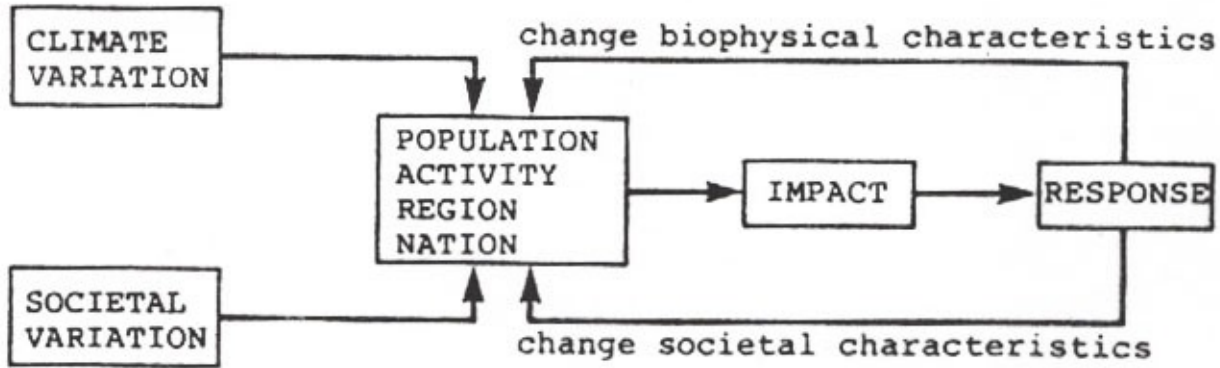 CLIMATE
VARIATION
change biophysical characteristics
POPULATION
ACTIVITY
REGION
NATION
IMPACT
RESPONSE
SOCIETAL
VARIATION
change societal characteristics